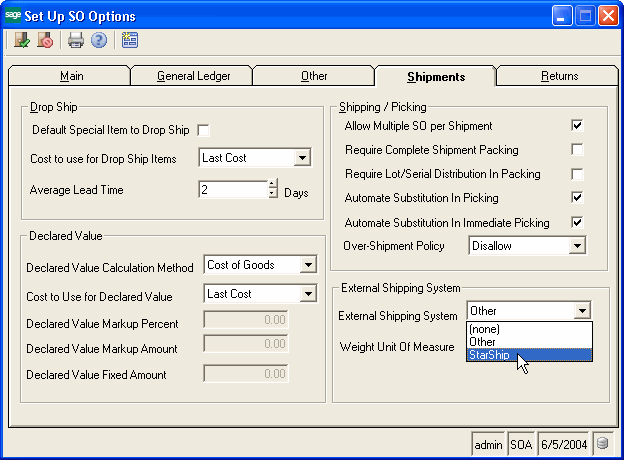 sage Set Up SO Options
Main
General Ledger
Other
Shipments
Returns
Drop Ship
Default Special Item to Drop Ship
Cost to use for Drop Ship Items Last Cost
Average Lead Time 2 Days
Declared Value
Declared Value Calculation Method Cost of Goods
Cost to Use for Declared Value Last Cost
Declared Value Markup Percent 0.00
Declared Value Markup Amount 0.00
Declared Value Fixed Amount 0.00
Shipping / Picking
Allow Multiple SO per Shipment
Require Complete Shipment Packing
Require Lot/Serial Distribution In Packing
Automate Substitution In Picking
Automate Substitution In Immediate Picking
Over-Shipment Policy Disallow
External Shipping System
External Shipping System Other
(none)
Other
Weight Unit Of Measure StarShip
admin SOA 6/5/2004